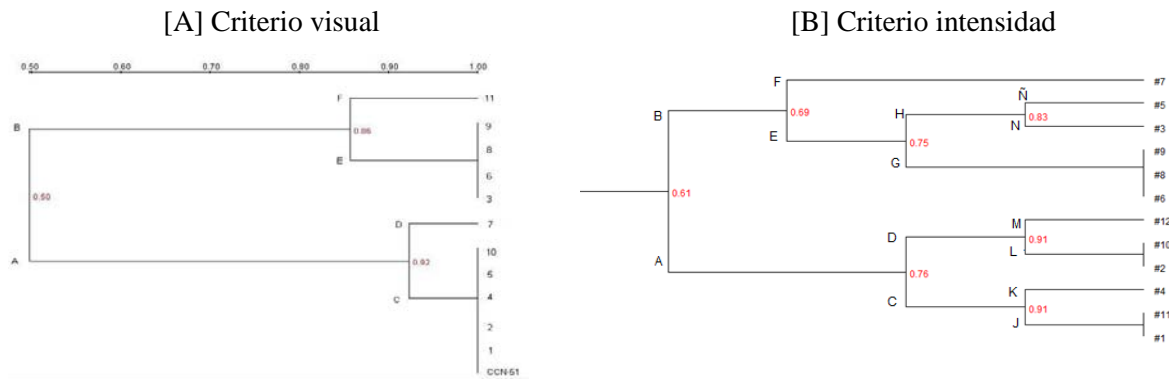 [A] Criterio visual
0.50 0.60 0.70 0.80 0.90 1.00
F 11
9
B 0.86 8
E 6
3
0.50
D 7
10
A 0.92 5
C 4
2
1
CCN-51
[B] Criterio intensidad
F #7
Ñ #5
B 0.69 H 0.83
N #3
E 0.75 #9
G #8
#6
0.61
M #12
D 0.91 #10
L #2
A 0.76
K #4
C 0.91 #11
J #1